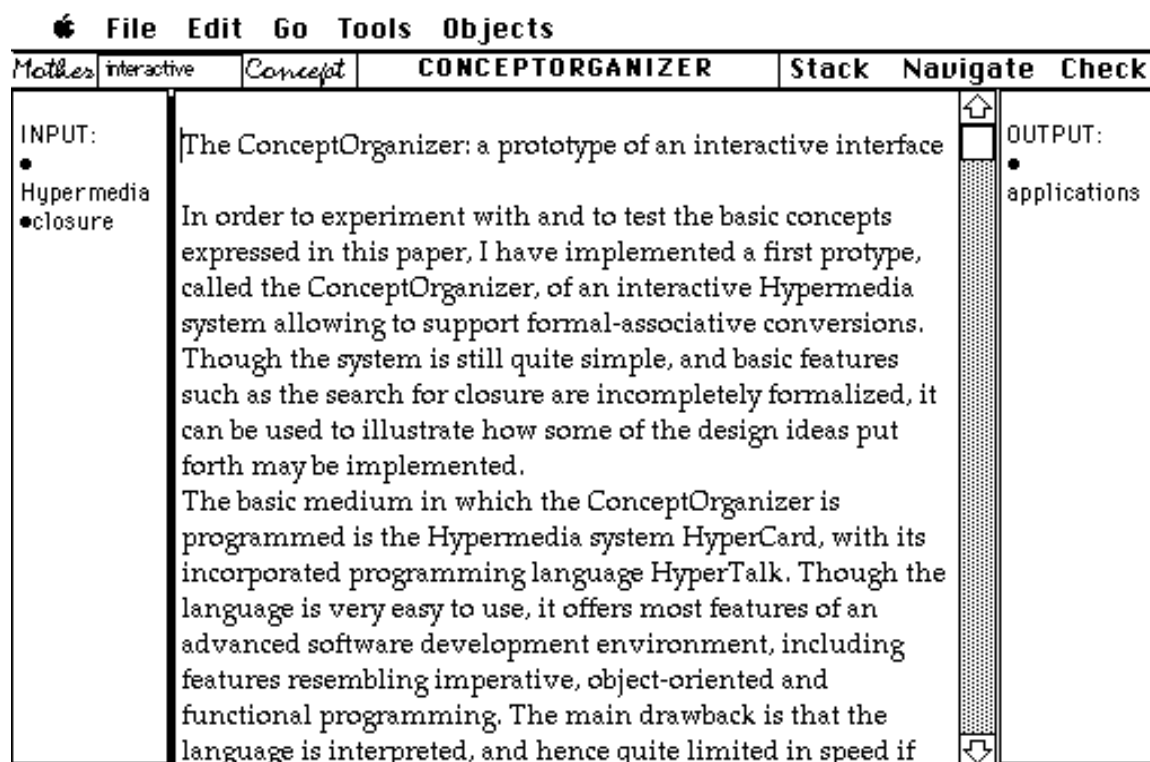 File Edit Go Tools Objects
Mother interactive Concept CONCEPTORGANIZER Stack Navigate Check
INPUT:
●
Hypermedia
●closure
The ConceptOrganizer: a prototype of an interactive interface
In order to experiment with and to test the basic concepts
expressed in this paper, I have implemented a first protype,
called the ConceptOrganizer, of an interactive Hypermedia
system allowing to support formal-associative conversions.
Though the system is still quite simple, and basic features
such as the search for closure are incompletely formalized, it
can be used to illustrate how some of the design ideas put
forth may be implemented.
The basic medium in which the ConceptOrganizer is
programmed is the Hypermedia system HyperCard, with its
incorporated programming language HyperTalk. Though the
language is very easy to use, it offers most features of an
advanced software development environment, including
features resembling imperative, object-oriented and
functional programming. The main drawback is that the
language is interpreted, and hence quite limited in speed if
OUTPUT:
●
applications